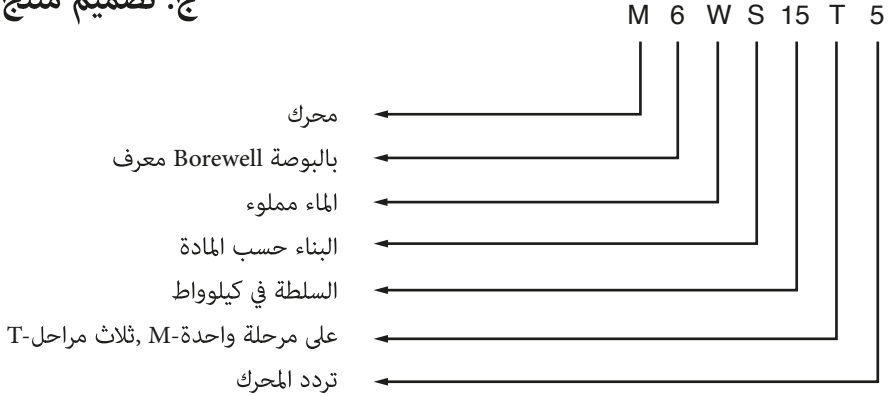 ج. تصميم منتج
M 6 W S 15 T 5
محرك
معرف Borewell بالبوصة
الماء مملوء
البناء حسب المادة
السلطة في كيلوواط
على مرحلة واحدة-M ,ثلاث مراحل-T
تردد المحرك